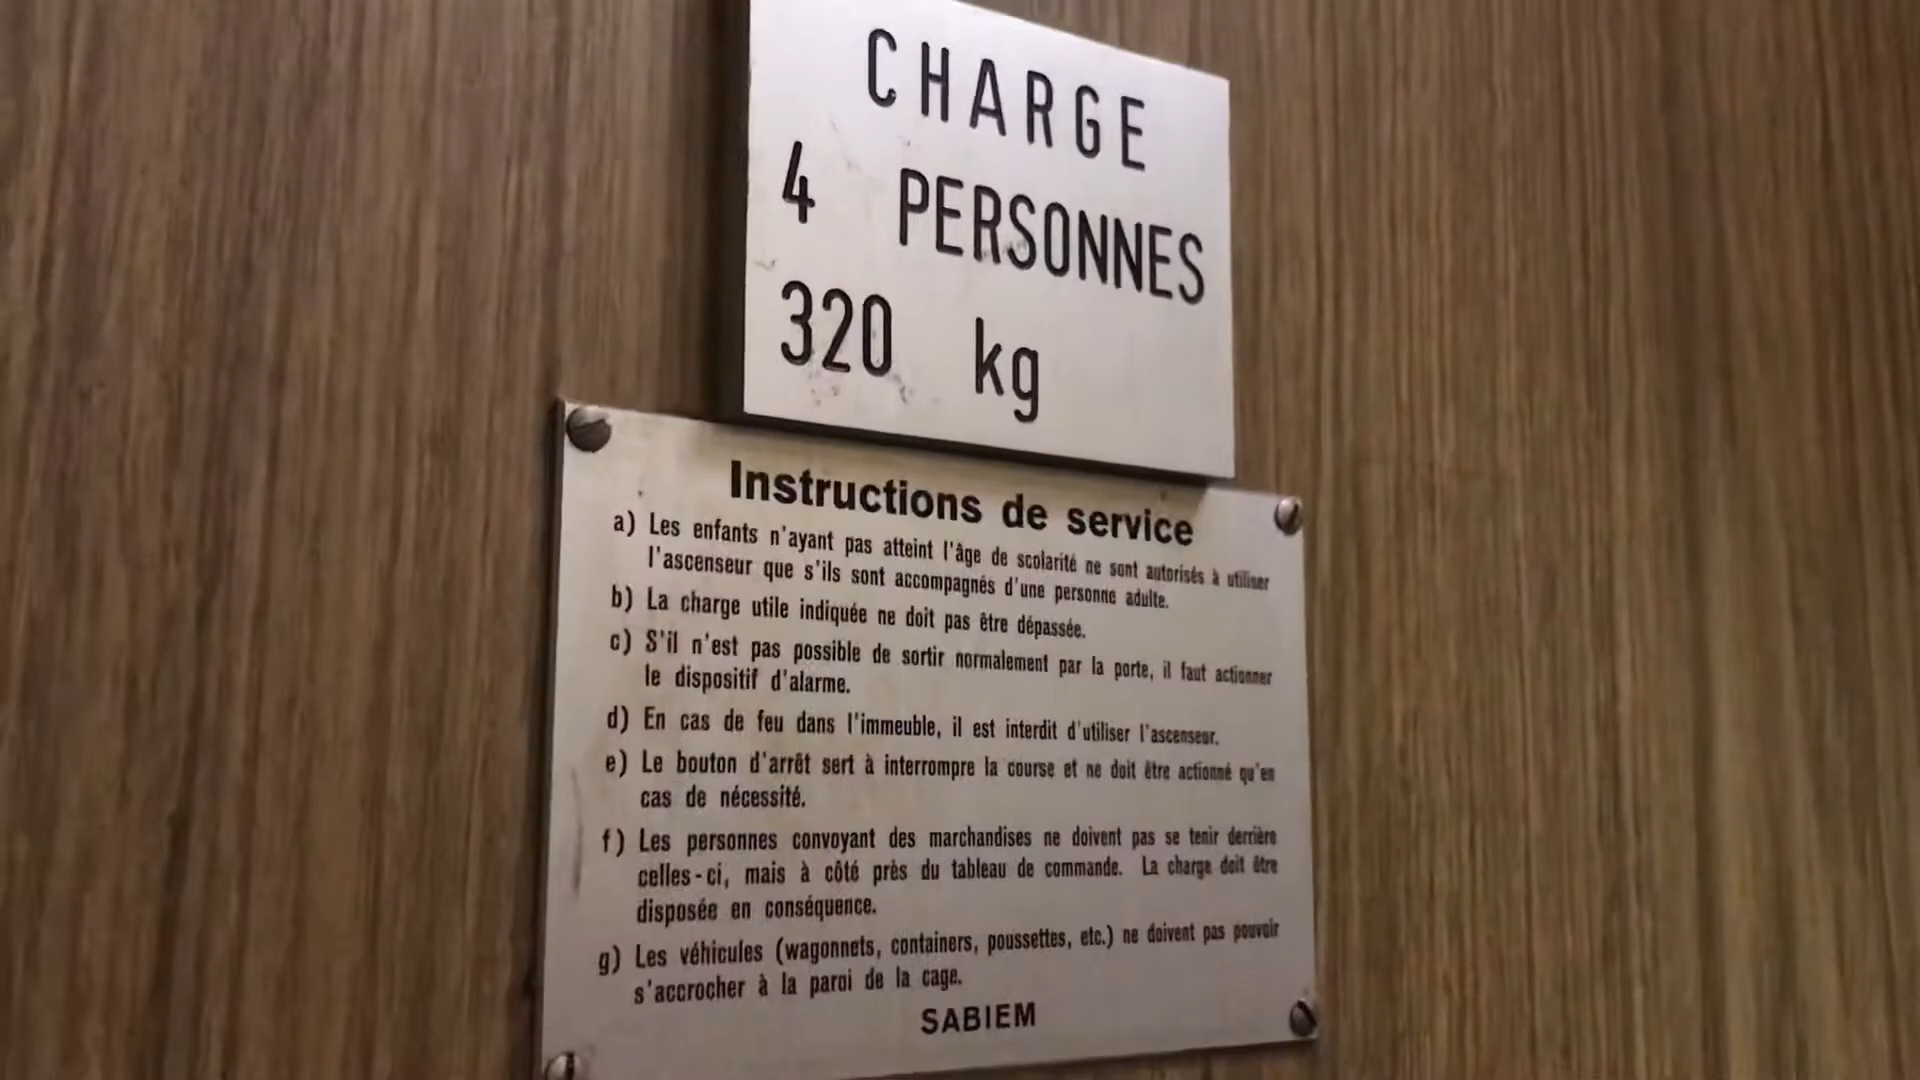 CHARGE
4 PERSONNES
320 kg
Instructions de service
a) Les enfants n'ayant pas atteint l'âge de scolarité ne sont autorisés à utiliser
l'ascenseur que s'ils sont accompagnés d'une personne adulte.
b) La charge utile indiquée ne doit pas être dépassée.
c) S'il n'est pas possible de sortir normalement par la porte, il faut actionner
le dispositif d'alarme.
d) En cas de feu dans l'immeuble, il est interdit d'utiliser l'ascenseur.
e) Le bouton d'arrêt sert à interrompre la course et ne doit être actionné qu'en
cas de nécessité.
f) Les personnes convoyant des marchandises ne doivent pas se tenir derrière
celles-ci, mais à côté près du tableau de commande. La charge doit être
disposée en conséquence.
g) Les véhicules (wagonnets, containers, poussettes, etc.) ne doivent pas pouvoir
s'accrocher à la paroi de la cage.
SABIEM